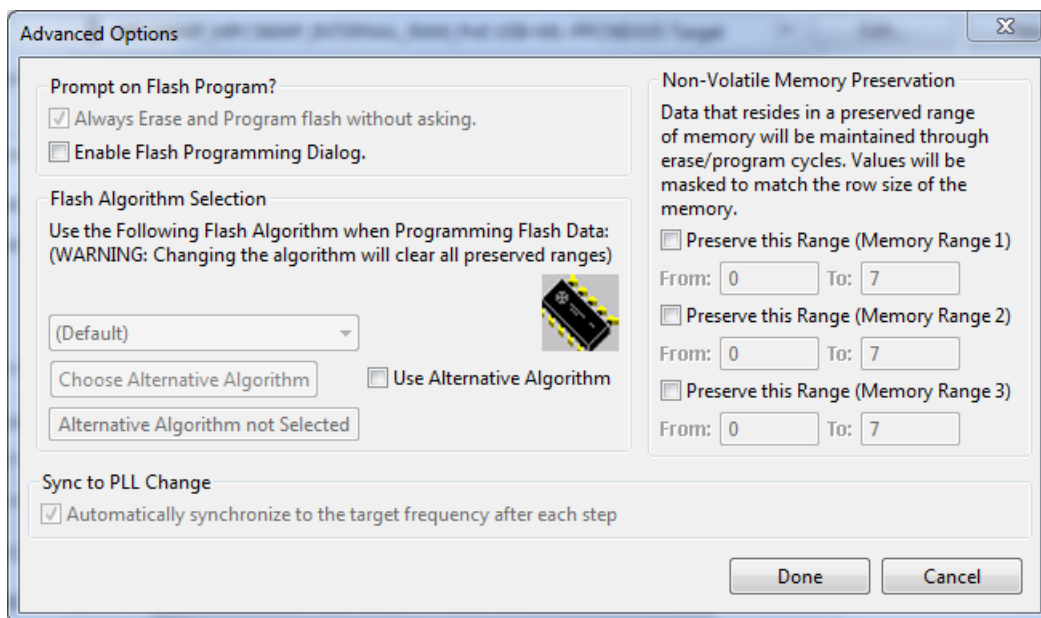 Advanced Options
Prompt on Flash Program?
Always Erase and Program flash without asking.
Enable Flash Programming Dialog.
Flash Algorithm Selection
Use the Following Flash Algorithm when Programming Flash Data:
(WARNING: Changing the algorithm will clear all preserved ranges)
(Default)
Choose Alternative Algorithm
Use Alternative Algorithm
Alternative Algorithm not Selected
Non-Volatile Memory Preservation
Data that resides in a preserved range
of memory will be maintained through
erase/program cycles. Values will be
masked to match the row size of the
memory.
Preserve this Range (Memory Range 1)
From: 0 To: 7
Preserve this Range (Memory Range 2)
From: 0 To: 7
Preserve this Range (Memory Range 3)
From: 0 To: 7
Sync to PLL Change
Automatically synchronize to the target frequency after each step
Done Cancel